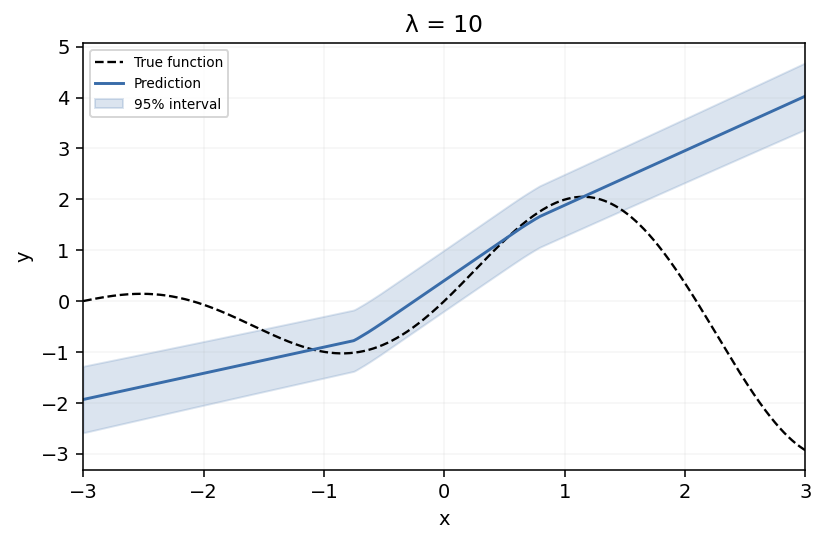 λ = 10
True function
Prediction
95% interval
y
5
4
3
2
1
0
−1
−2
−3
−3 −2 −1 0 1 2 3
x